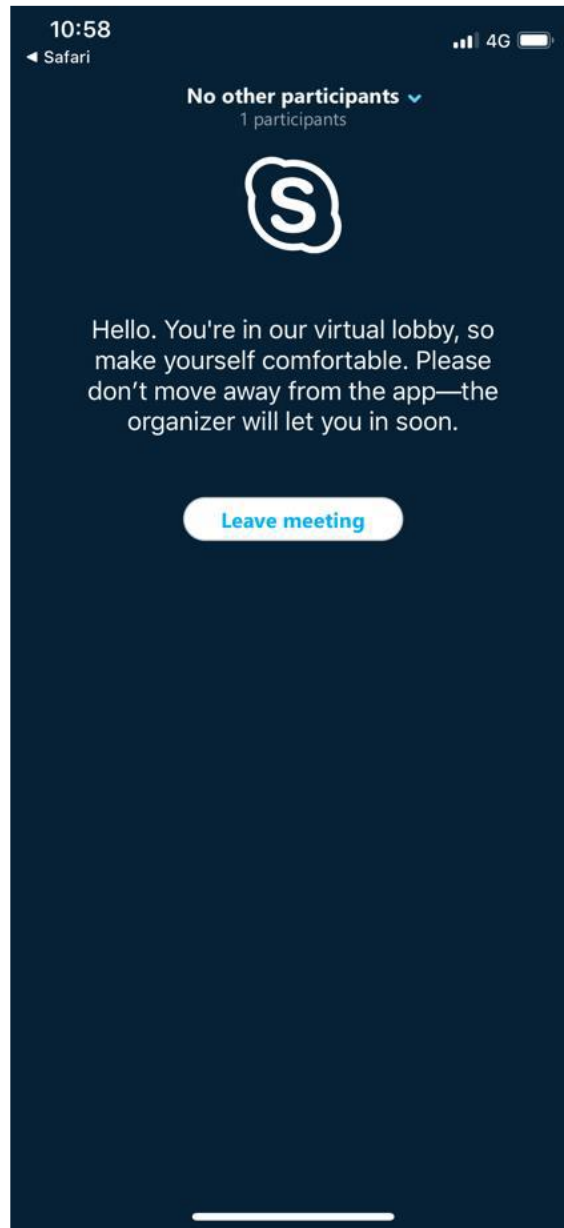 10:58
4G
◄ Safari
No other participants
1 participants
S
Hello. You're in our virtual lobby, so
make yourself comfortable. Please
don’t move away from the app—the
organizer will let you in soon.
Leave meeting